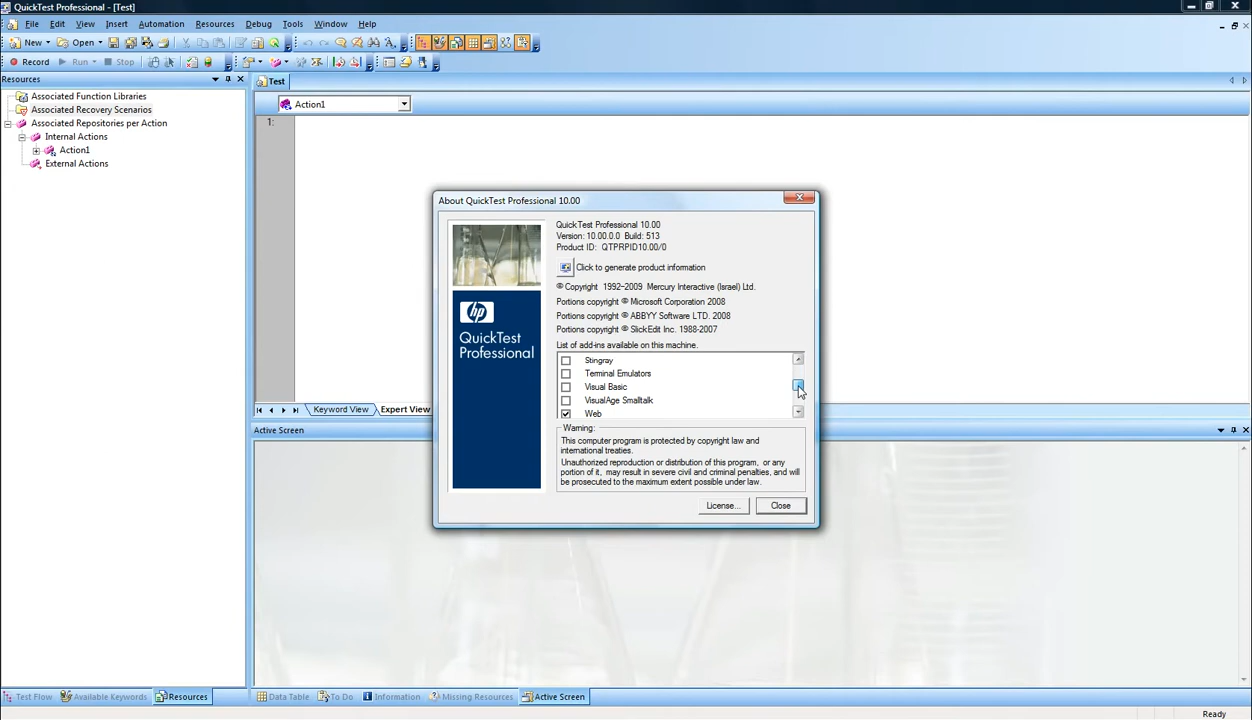 QuickTest Professional - [Test]
File Edit View Insert Automation Resources Debug Tools Window Help
New Open
Record Run Stop
Resources
Test
Associated Function Libraries
Associated Recovery Scenarios
Action1
Associated Repositories per Action
1:
Internal Actions
Action1
External Actions
About QuickTest Professional 10.00
QuickTest Professional 10.00
Version: 10.00.0.0 Build: 513
Product ID: QTPRPID10.00/0
Click to generate product information
© Copyright 1992-2009 Mercury Interactive (Israel) Ltd.
Portions copyright © Microsoft Corporation 2008
Portions copyright © ABBYY Software LTD. 2008
Portions copyright © SlickEdit Inc. 1988-2007
hp
QuickTest
Professional
List of add-ins available on this machine.
Stingray
Terminal Emulators
Visual Basic
VisualAge Smalltalk
Web
Warning:
This computer program is protected by copyright law and
international treaties.
Unauthorized reproduction or distribution of this program, or any
portion of it, may result in severe civil and criminal penalties, and will
be prosecuted to the maximum extent possible under law.
License... Close
Keyword View Expert View
Active Screen
Test Flow Available Keywords Resources Data Table To Do Information Missing Resources Active Screen
Ready